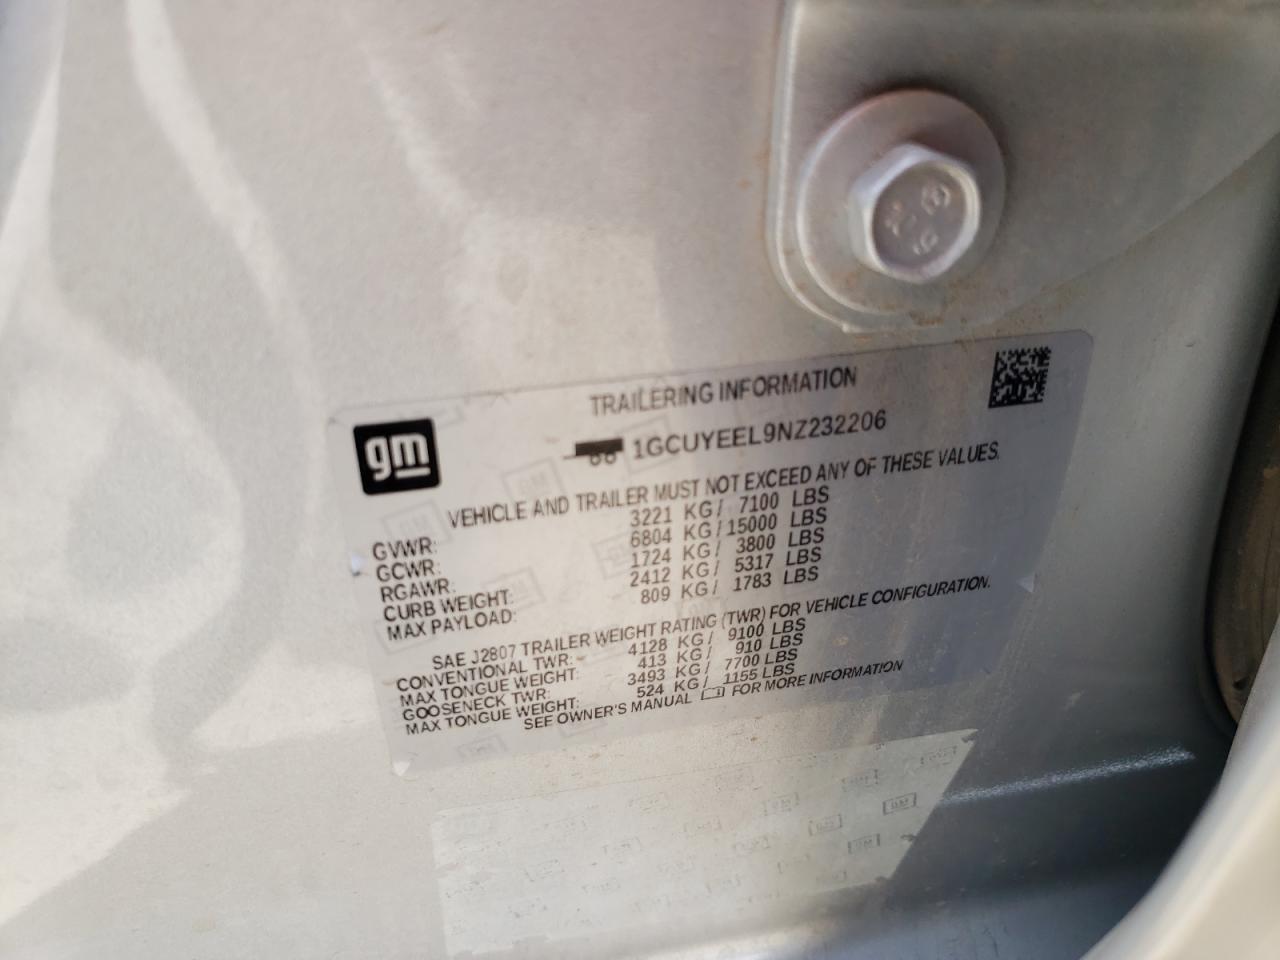 gm
TRAILERING INFORMATION
1GCUYEEL9NZ232206
VEHICLE AND TRAILER MUST NOT EXCEED ANY OF THESE VALUES.
GVWR: 3221 KG/ 7100 LBS
GCWR: 6804 KG/15000 LBS
RGAWR: 1724 KG/ 3800 LBS
CURB WEIGHT: 2412 KG/ 5317 LBS
MAX PAYLOAD: 809 KG/ 1783 LBS
SAE J2807 TRAILER WEIGHT RATING (TWR) FOR VEHICLE CONFIGURATION.
CONVENTIONAL TWR: 4128 KG/ 9100 LBS
MAX TONGUE WEIGHT: 413 KG/ 910 LBS
GOOSENECK TWR: 3493 KG/ 7700 LBS
MAX TONGUE WEIGHT: 524 KG/ 1155 LBS
SEE OWNER'S MANUAL FOR MORE INFORMATION